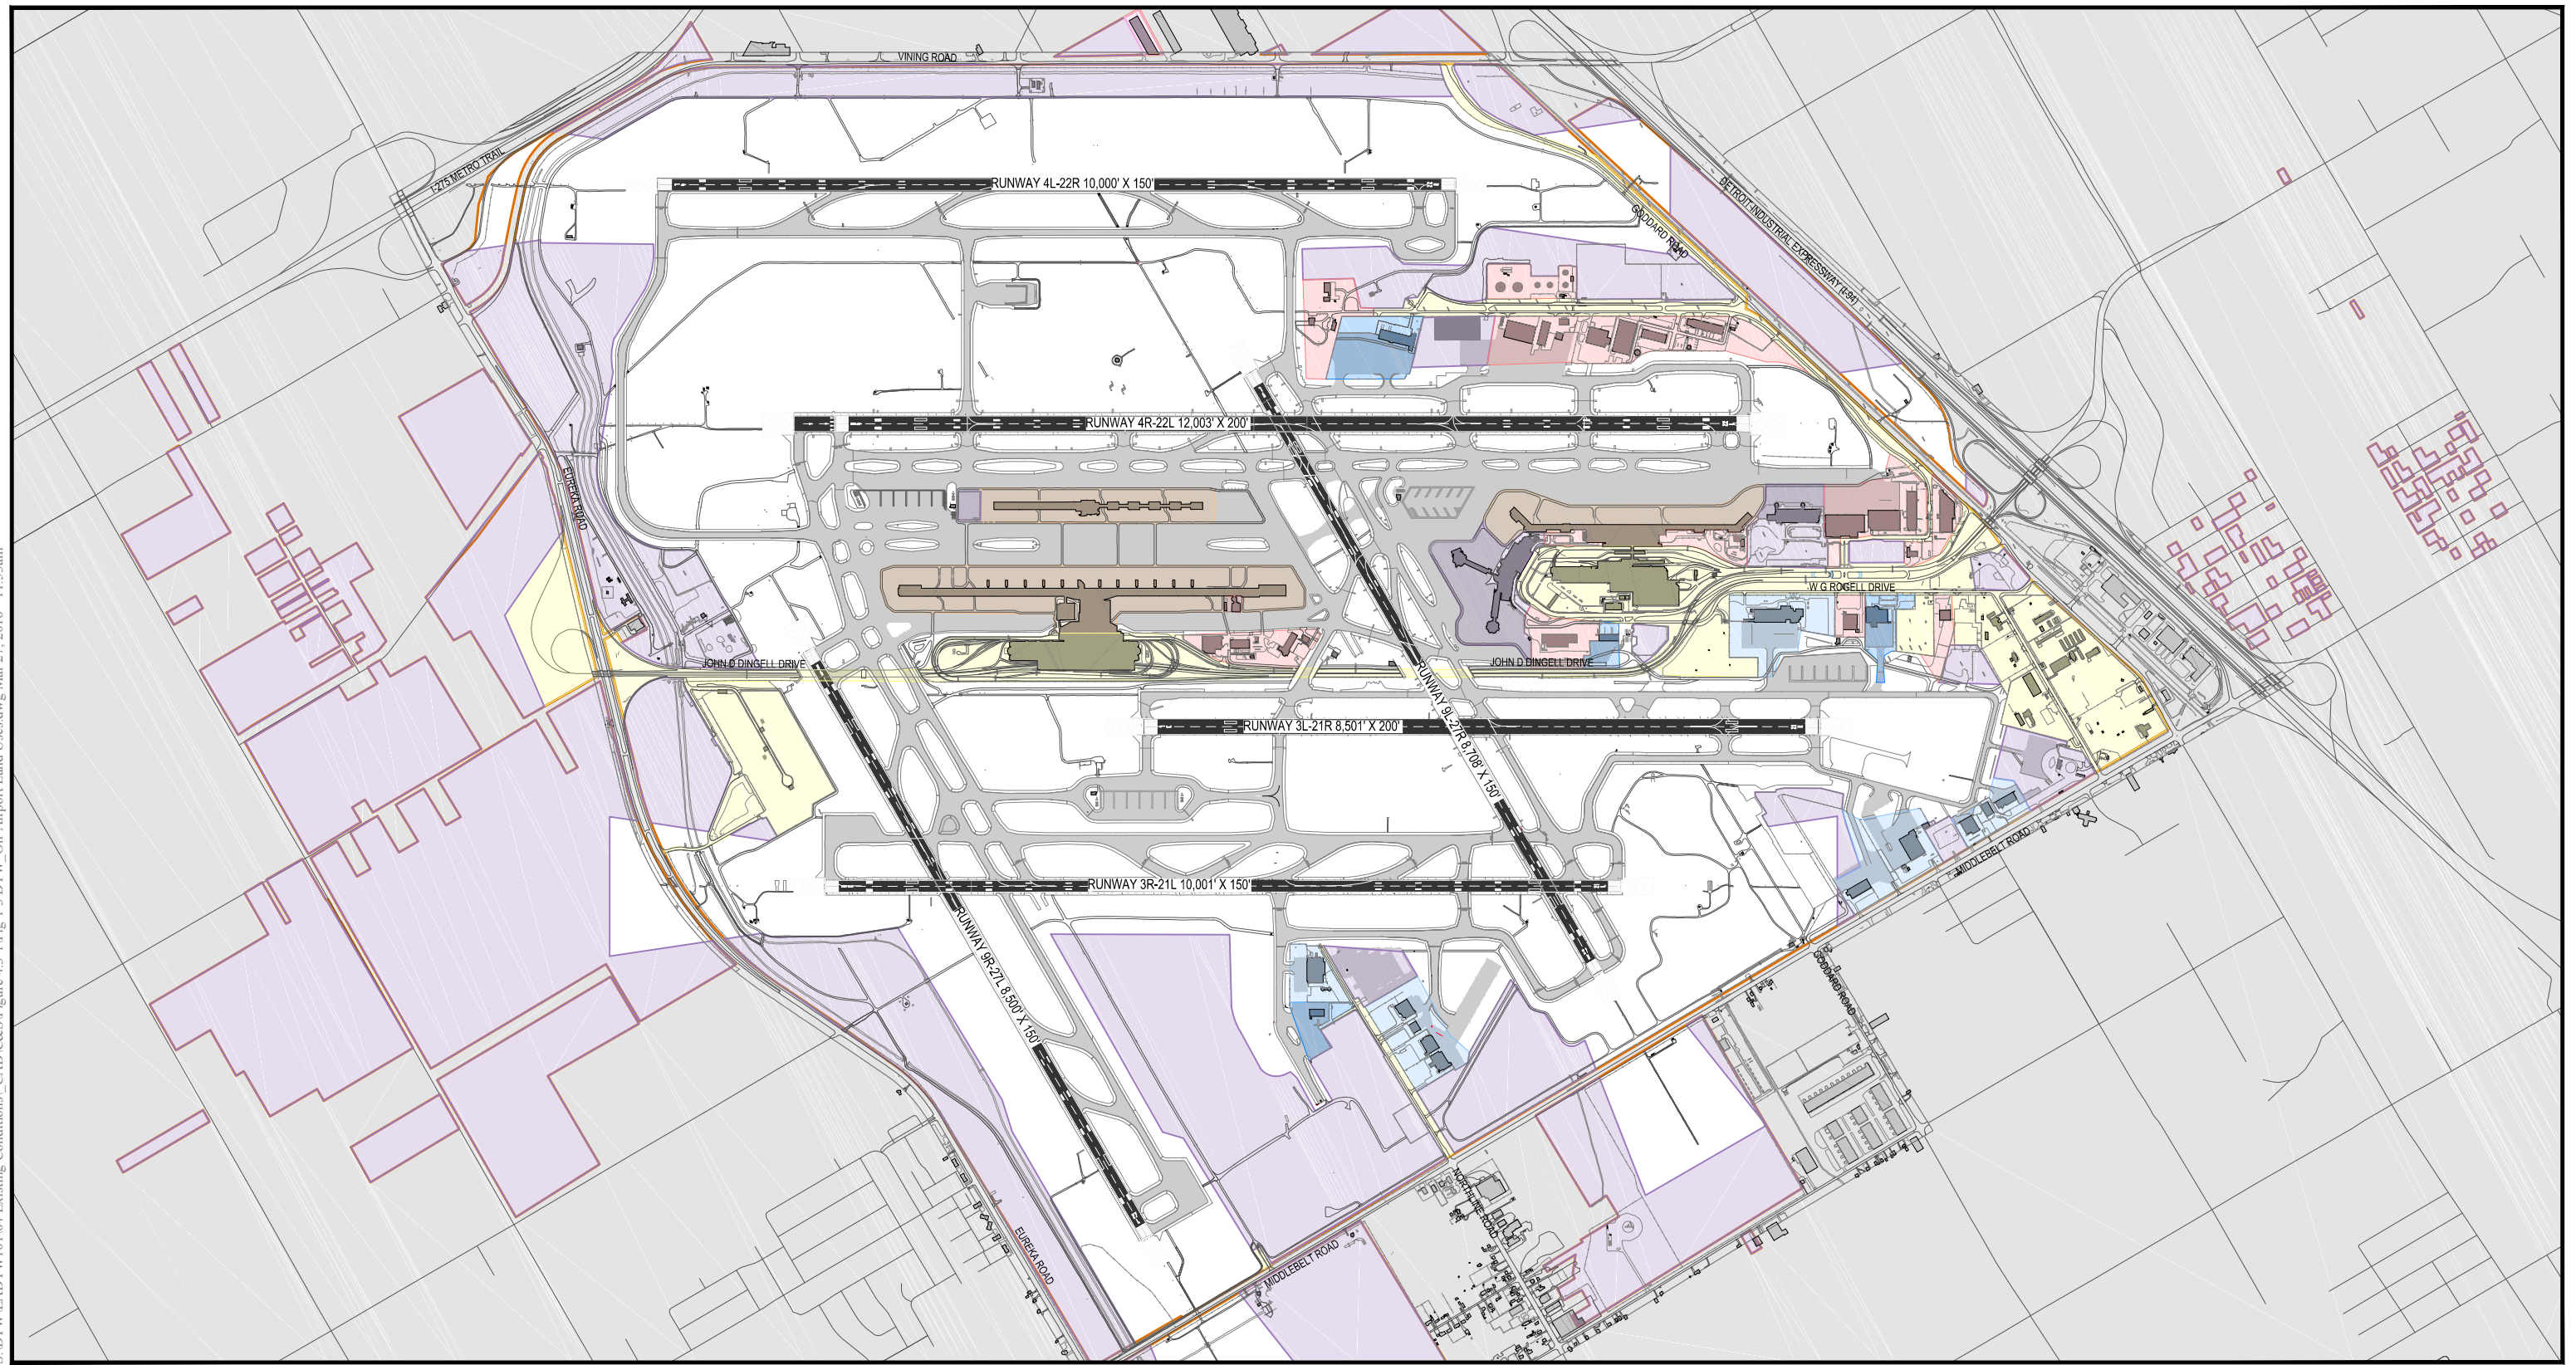 VINING ROAD
I-275 METRO TRAIL
RUNWAY 4L-22R 10,000' X 150'
DETROIT-INDUSTRIAL EXPRESSWAY (I-94)
GODDARD ROAD
RUNWAY 4R-22L 12,003' X 200'
EUREKA ROAD
W G ROGELL DRIVE
JOHN D DINGELL DRIVE
JOHN D DINGELL DRIVE
RUNWAY 9L-27R 8,708' X 150'
RUNWAY 3L-21R 8,501' X 200'
MIDDLEBELT ROAD
RUNWAY 3R-21L 10,001' X 150'
RUNWAY 9R-27L 8,500' X 150'
GODDARD ROAD
NORTHLINE ROAD
EUREKA ROAD
MIDDLEBELT ROAD